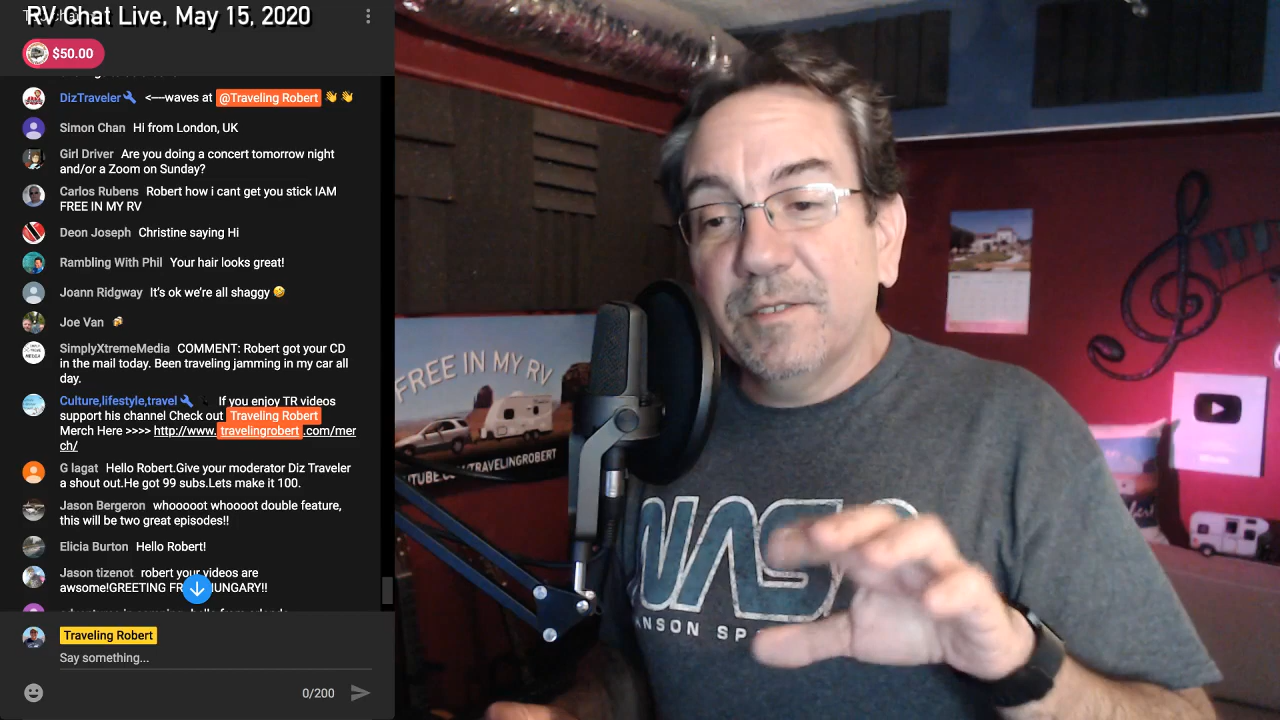 RV Chat Live, May 15, 2020
$50.00
DizTraveler <—waves at @Traveling Robert 👋 👋
Simon Chan Hi from London, UK
Girl Driver Are you doing a concert tomorrow night
and/or a Zoom on Sunday?
Carlos Rubens Robert how i cant get you stick IAM
FREE IN MY RV
Deon Joseph Christine saying Hi
Rambling With Phil Your hair looks great!
Joann Ridgway It's ok we're all shaggy 🤣
Joe Van 🍻
SimplyXtremeMedia COMMENT: Robert got your CD
in the mail today. Been traveling jamming in my car all
day.
Culture,lifestyle,travel If you enjoy TR videos
support his channel Check out Traveling Robert
Merch Here >>>> http://www.travelingrobert.com/mer
ch/
G lagat Hello Robert.Give your moderator Diz Traveler
a shout out.He got 99 subs.Lets make it 100.
Jason Bergeron whooooot whoooot double feature,
this will be two great episodes!!
Elicia Burton Hello Robert!
Jason tizenot robert your videos are
awsome!GREETING HUNGARY!!
Traveling Robert
Say something...
0/200
FREE IN MY RV
UTUBE.COM/TRAVELINGROBERT
NAS
ANSON SP